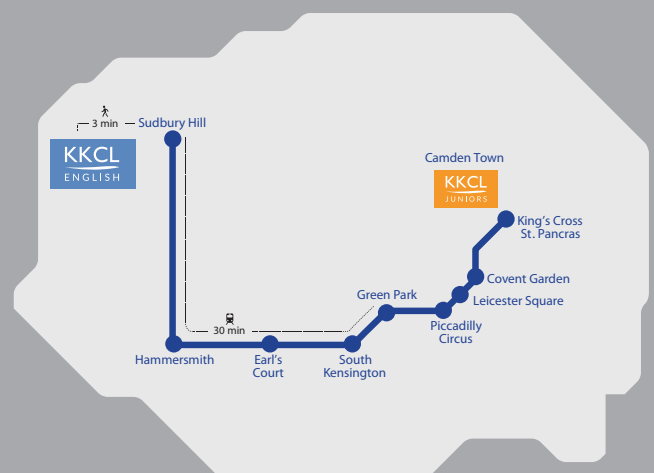 3 min
Sudbury Hill
KKCL
ENGLISH
Camden Town
KKCL
JUNIORS
King's Cross
St. Pancras
Covent Garden
Leicester Square
Green Park
Piccadilly
Circus
30 min
Hammersmith
Earl's
Court
South
Kensington